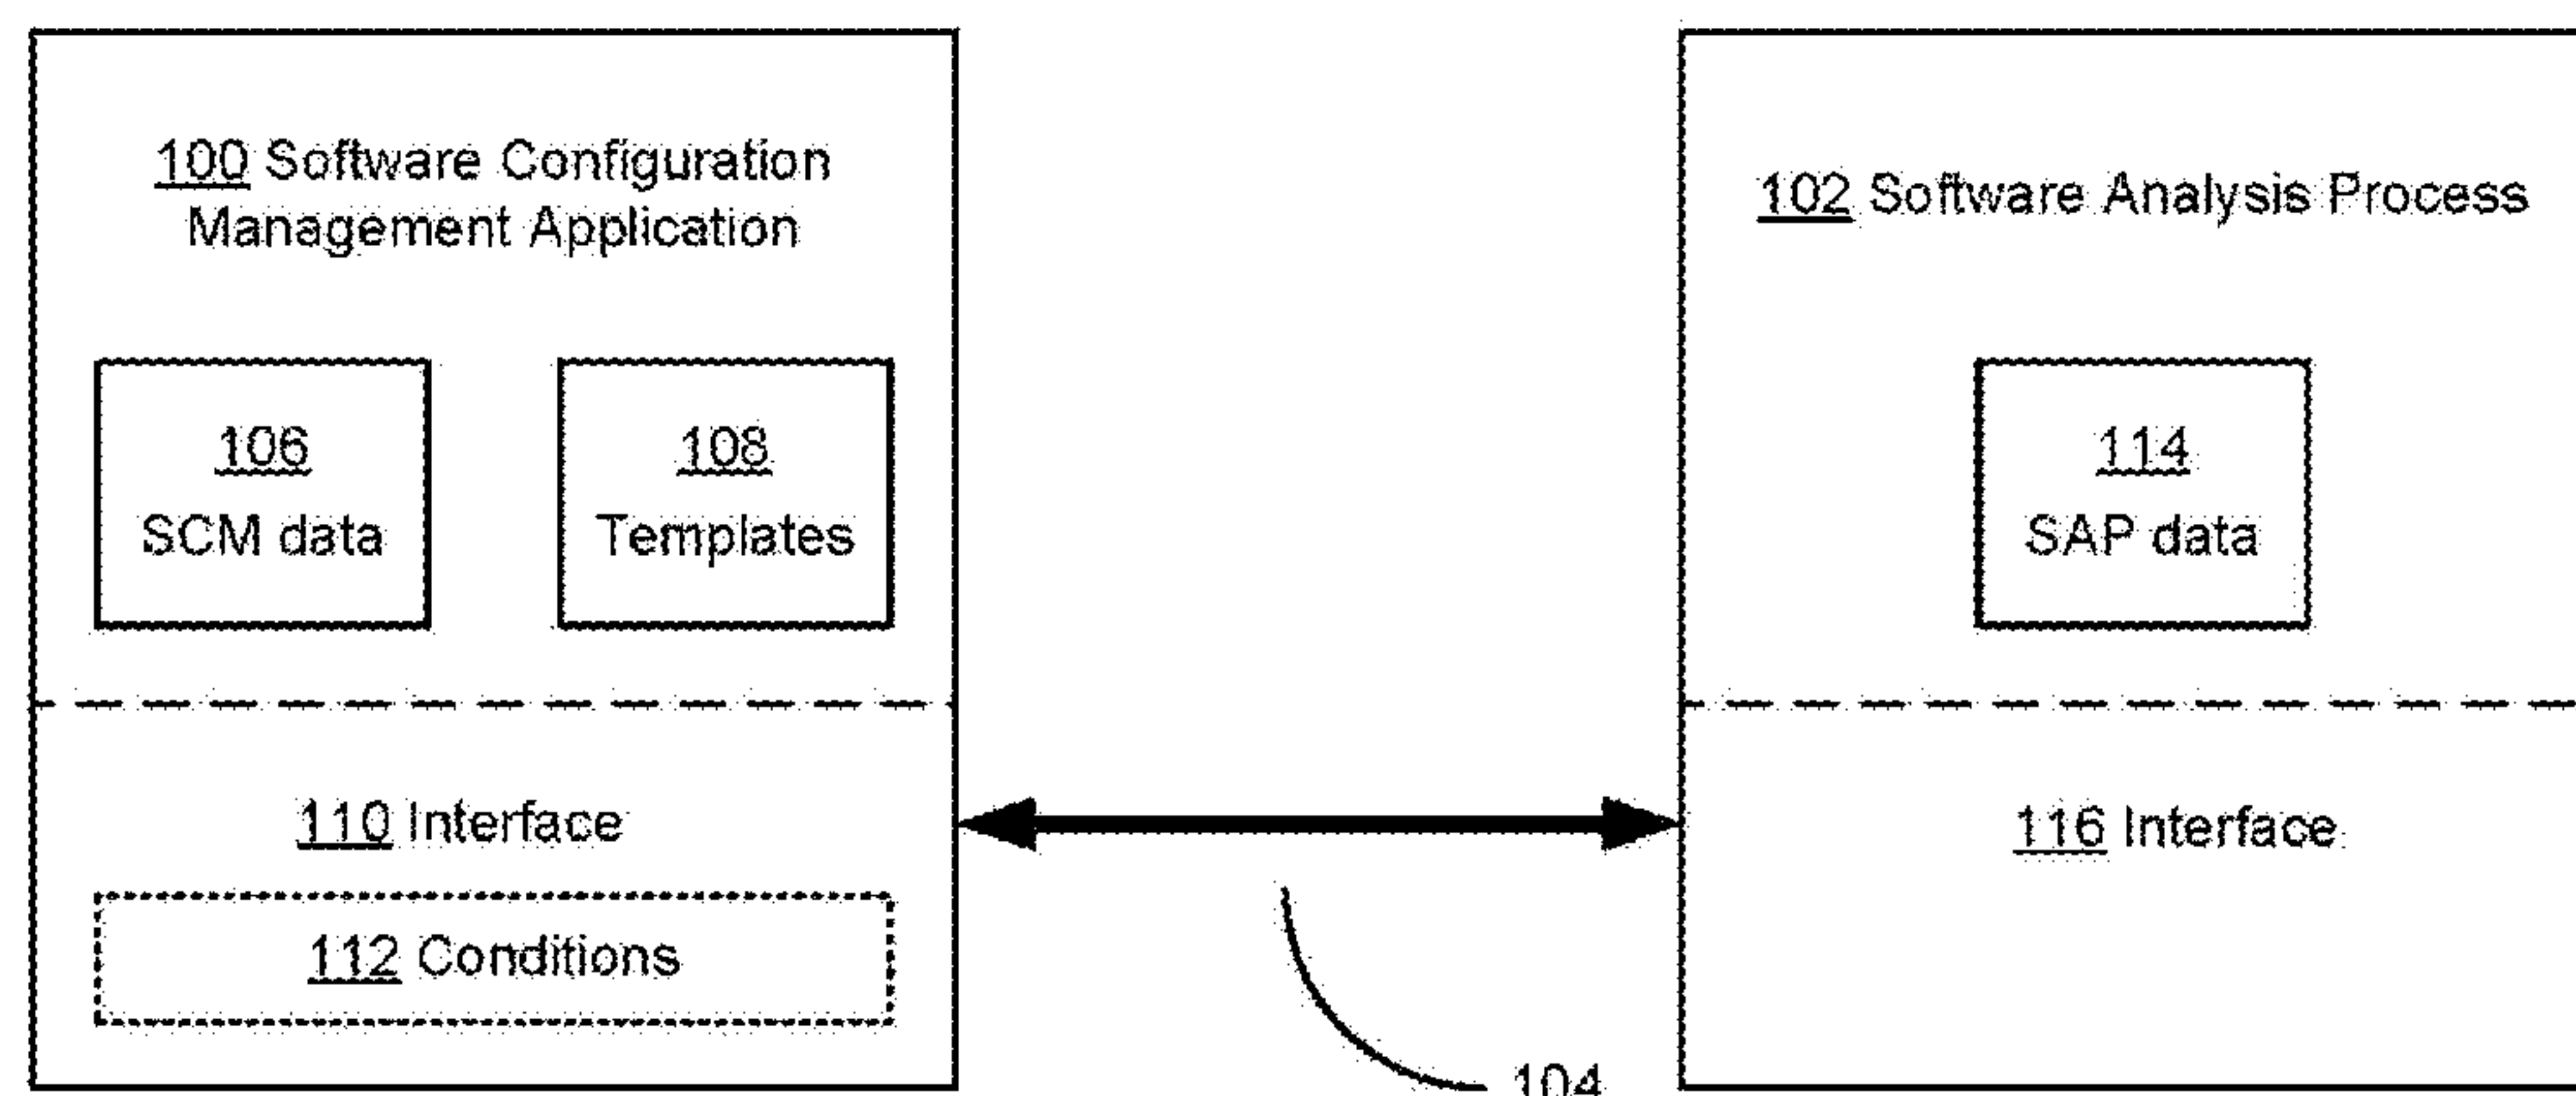 100 Software Configuration
Management Application
106
SCM data
108
Templates
110 Interface
112 Conditions
104
102 Software Analysis Process
114
SAP data
116 Interface